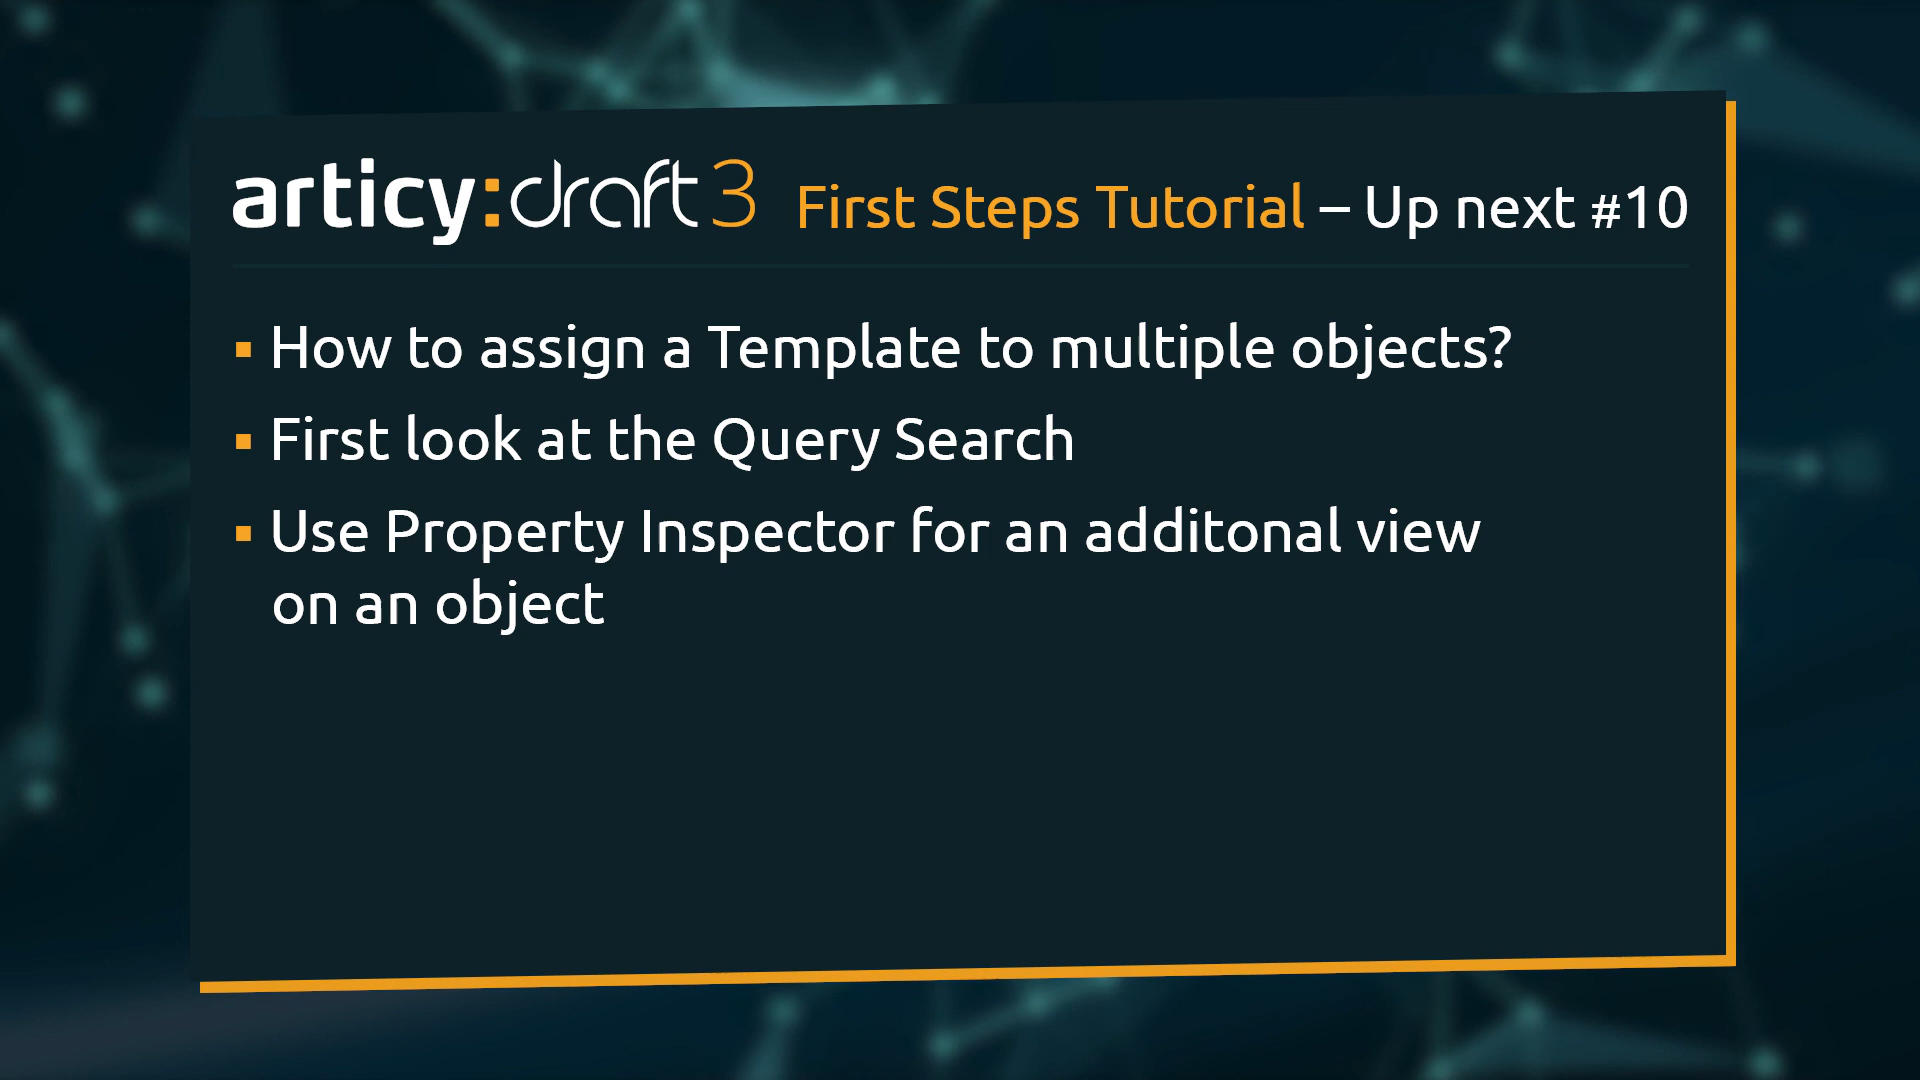 articy:draft 3 First Steps Tutorial – Up next #10
▪ How to assign a Template to multiple objects?
▪ First look at the Query Search
▪ Use Property Inspector for an additonal view
on an object